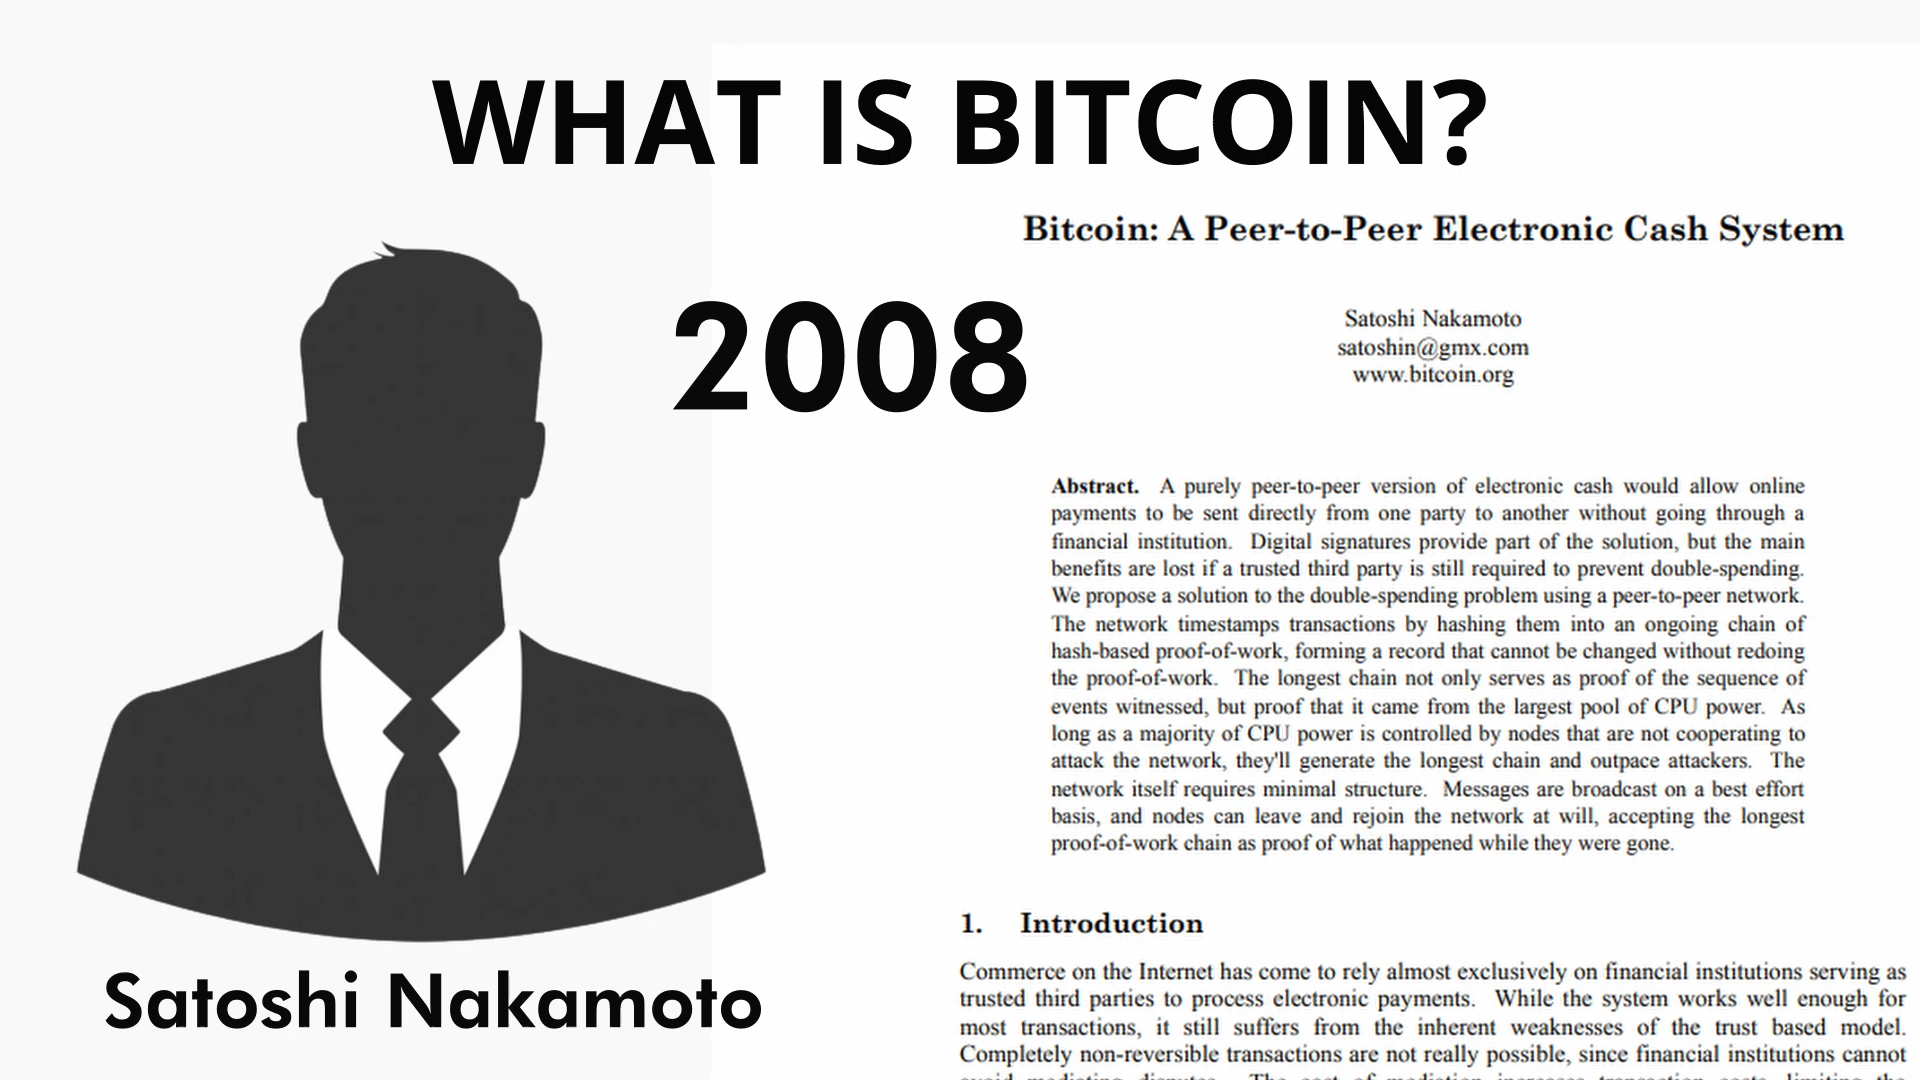 WHAT IS BITCOIN?
Bitcoin: A Peer-to-Peer Electronic Cash System
2008
Satoshi Nakamoto
satoshin@gmx.com
www.bitcoin.org
Abstract. A purely peer-to-peer version of electronic cash would allow online
payments to be sent directly from one party to another without going through a
financial institution. Digital signatures provide part of the solution, but the main
benefits are lost if a trusted third party is still required to prevent double-spending.
We propose a solution to the double-spending problem using a peer-to-peer network.
The network timestamps transactions by hashing them into an ongoing chain of
hash-based proof-of-work, forming a record that cannot be changed without redoing
the proof-of-work. The longest chain not only serves as proof of the sequence of
events witnessed, but proof that it came from the largest pool of CPU power. As
long as a majority of CPU power is controlled by nodes that are not cooperating to
attack the network, they'll generate the longest chain and outpace attackers. The
network itself requires minimal structure. Messages are broadcast on a best effort
basis, and nodes can leave and rejoin the network at will, accepting the longest
proof-of-work chain as proof of what happened while they were gone.
1. Introduction
Commerce on the Internet has come to rely almost exclusively on financial institutions serving as
trusted third parties to process electronic payments. While the system works well enough for
most transactions, it still suffers from the inherent weaknesses of the trust based model.
Completely non-reversible transactions are not really possible, since financial institutions cannot
Satoshi Nakamoto